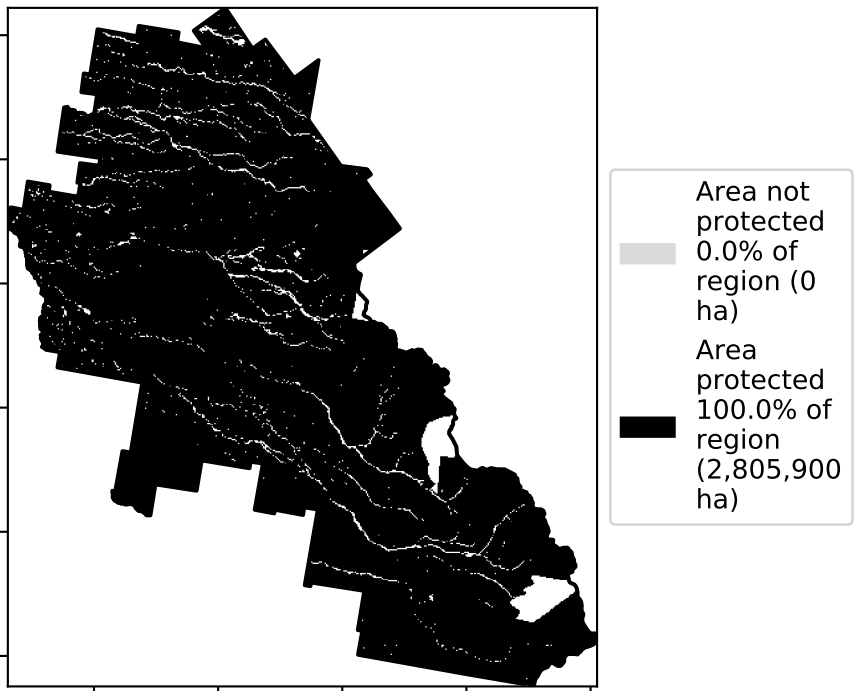 Area not
protected
0.0% of
region (0
ha)
Area
protected
100.0% of
region
(2,805,900
ha)